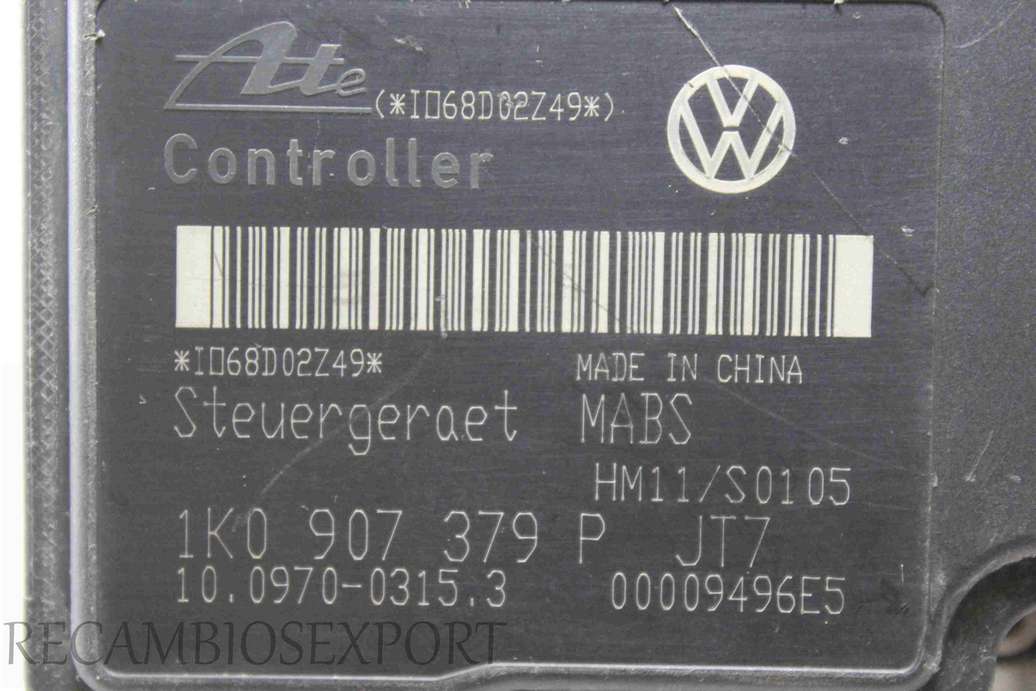 Ate (*I□68D02Z49*)
Controller
VW
*I□68D02Z49*
MADE IN CHINA
Steuergeraet MABS
HM11/S0105
1K0 907 379 P JT7
10.0970-0315.3 00009496E5
RECAMBIOSEXPORT